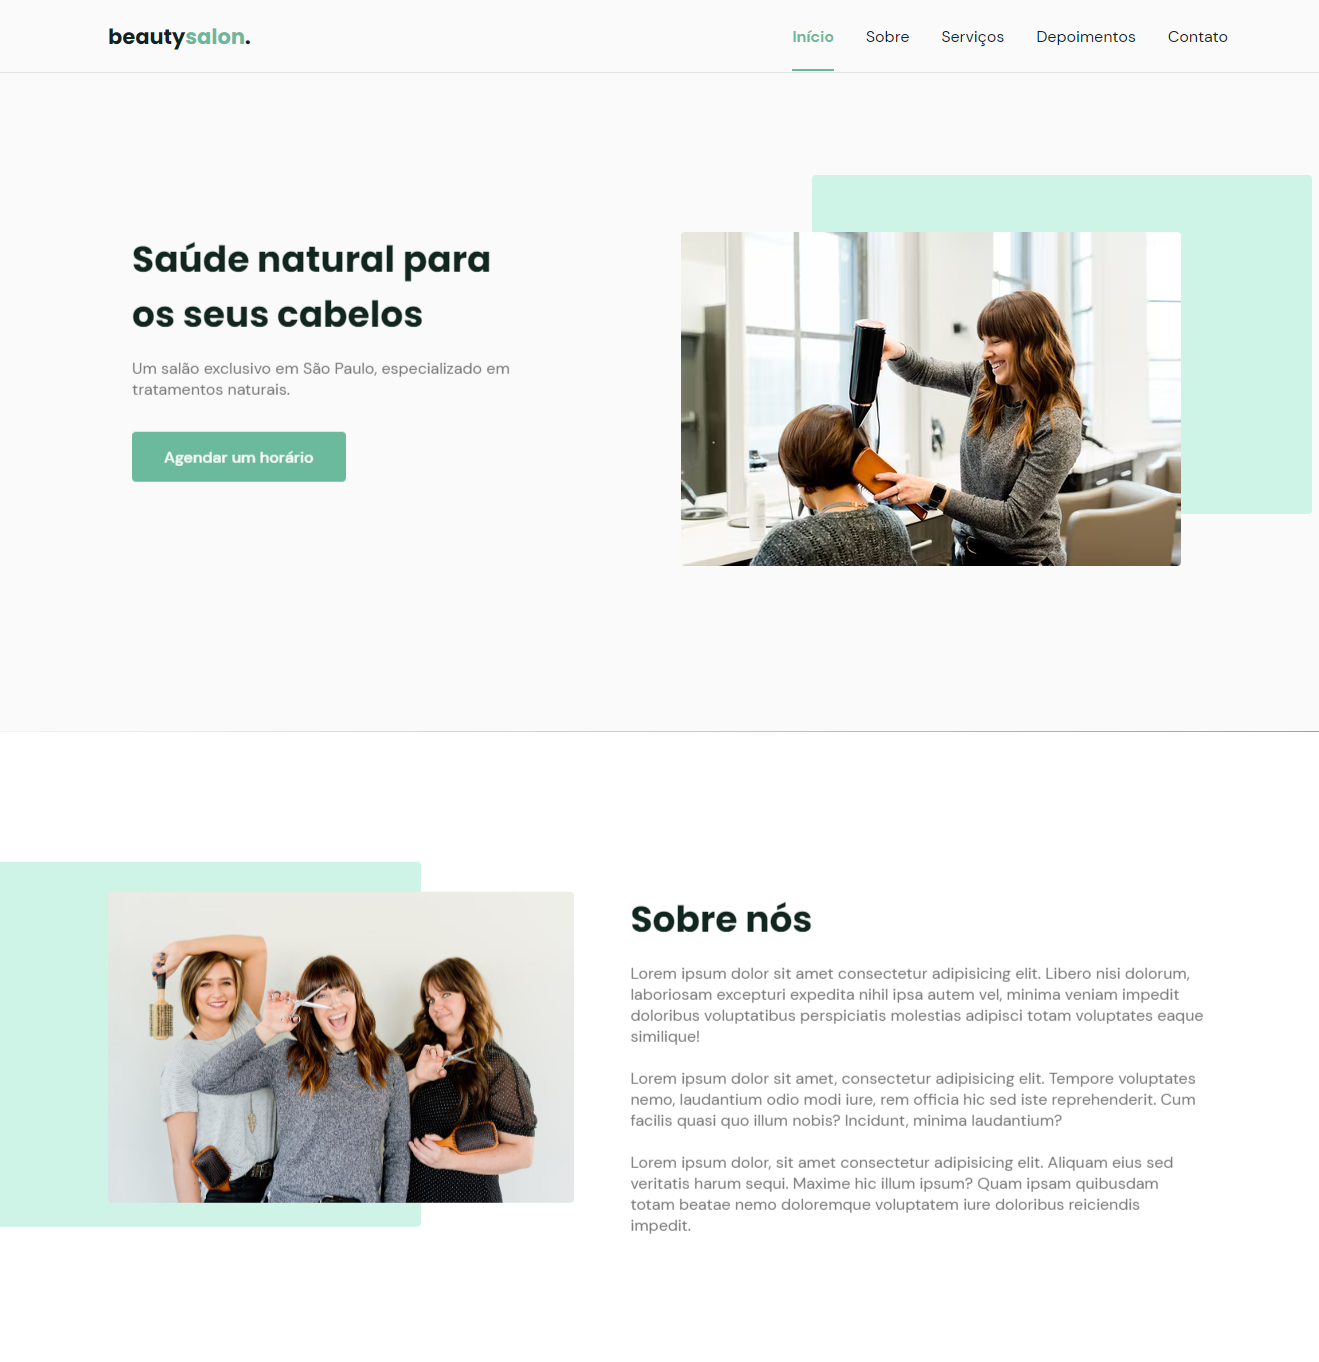 beautysalon.
Início Sobre Serviços Depoimentos Contato
Saúde natural para
os seus cabelos
Um salão exclusivo em São Paulo, especializado em
tratamentos naturais.
Agendar um horário
Sobre nós
Lorem ipsum dolor sit amet consectetur adipisicing elit. Libero nisi dolorum,
laboriosam excepturi expedita nihil ipsa autem vel, minima veniam impedit
doloribus voluptatibus perspiciatis molestias adipisci totam voluptates eaque
similique!
Lorem ipsum dolor sit amet, consectetur adipisicing elit. Tempore voluptates
nemo, laudantium odio modi iure, rem officia hic sed iste reprehenderit. Cum
facilis quasi quo illum nobis? Incidunt, minima laudantium?
Lorem ipsum dolor, sit amet consectetur adipisicing elit. Aliquam eius sed
veritatis harum sequi. Maxime hic illum ipsum? Quam ipsam quibusdam
totam beatae nemo doloremque voluptatem iure doloribus reiciendis
impedit.